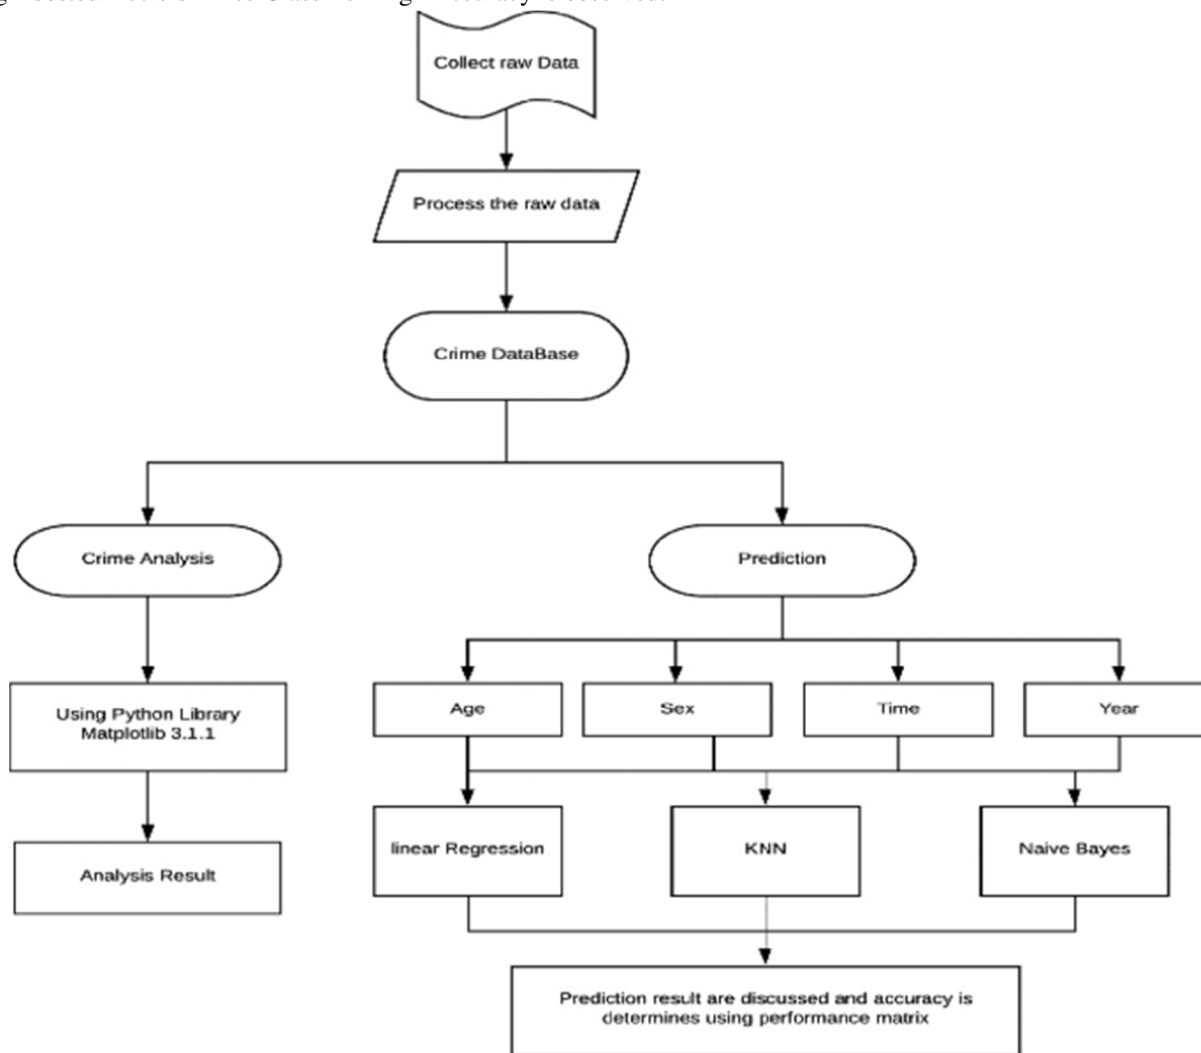 Collect raw Data
Process the raw data
Crime DataBase
Crime Analysis
Prediction
Using Python Library
Matplotlib 3.1.1
Age
Sex
Time
Year
linear Regression
KNN
Naive Bayes
Analysis Result
Prediction result are discussed and accuracy is
determines using performance matrix